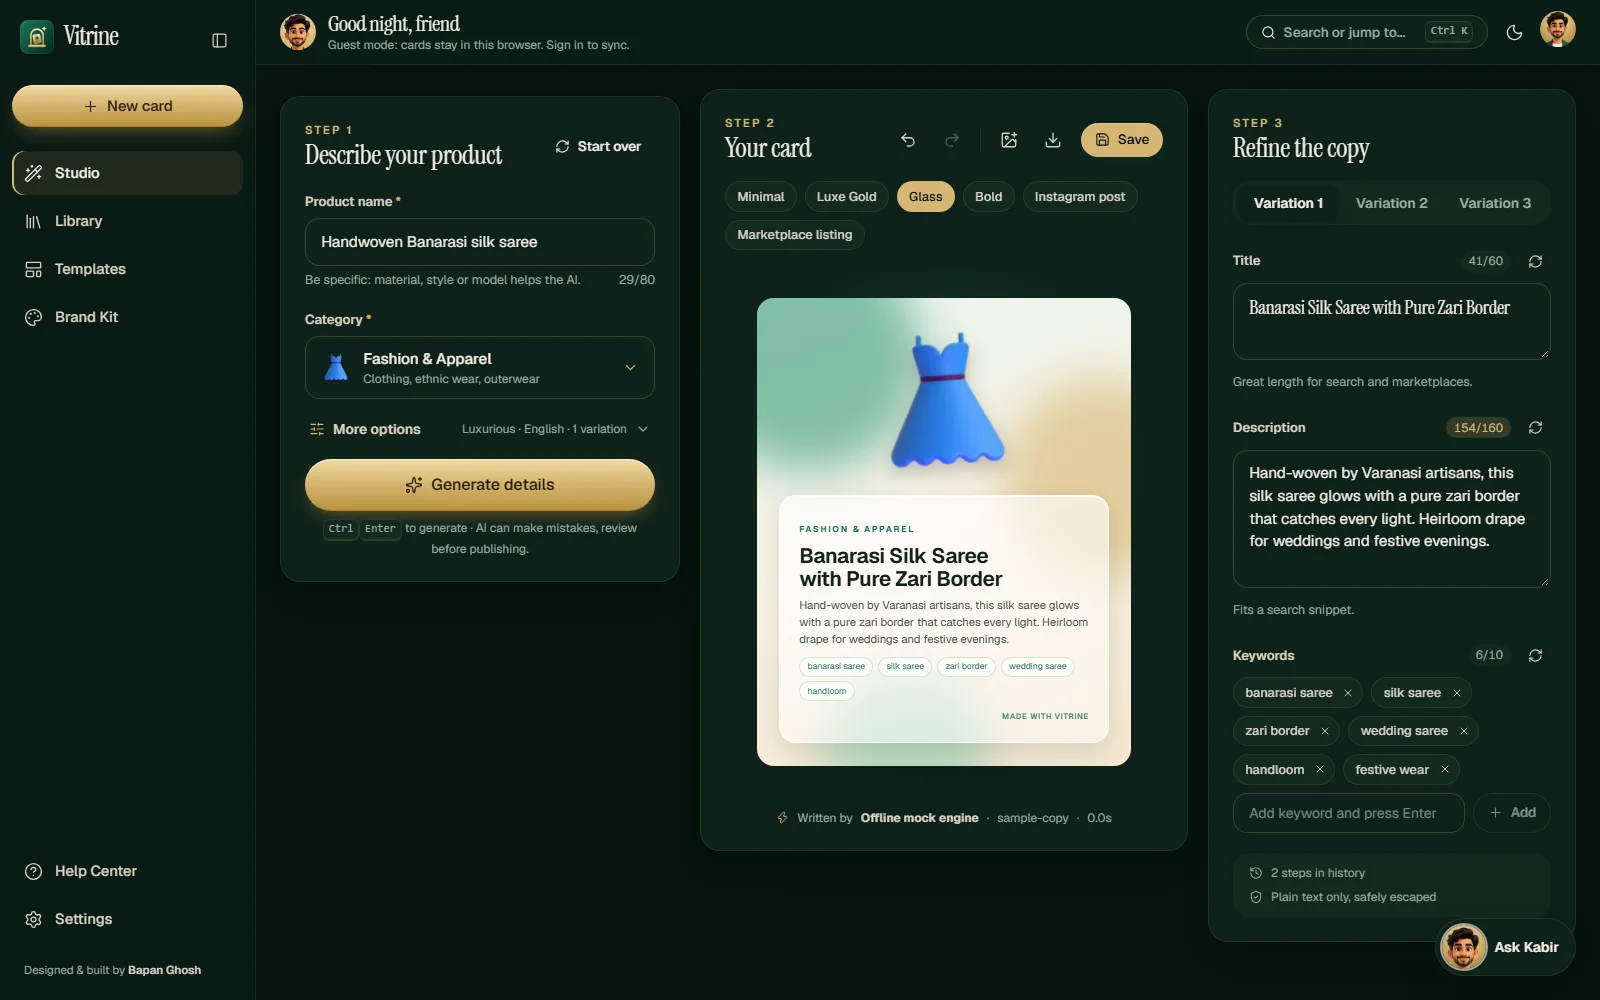 Vitrine
New card
Studio
Library
Templates
Brand Kit
Help Center
Settings
Designed & built by Bapan Ghosh
Good night, friend
Guest mode: cards stay in this browser. Sign in to sync.
Search or jump to... Ctrl K
STEP 1
Describe your product
Start over
Product name *
Handwoven Banarasi silk saree
Be specific: material, style or model helps the AI. 29/80
Category *
Fashion & Apparel
Clothing, ethnic wear, outerwear
More options Luxurious · English · 1 variation
Generate details
Ctrl Enter to generate · AI can make mistakes, review
before publishing.
STEP 2
Your card
Save
Minimal Luxe Gold Glass Bold Instagram post
Marketplace listing
FASHION & APPAREL
Banarasi Silk Saree
with Pure Zari Border
Hand-woven by Varanasi artisans, this silk saree glows
with a pure zari border that catches every light. Heirloom
drape for weddings and festive evenings.
banarasi saree silk saree zari border wedding saree
handloom
MADE WITH VITRINE
Written by Offline mock engine · sample-copy · 0.0s
STEP 3
Refine the copy
Variation 1 Variation 2 Variation 3
Title 41/60
Banarasi Silk Saree with Pure Zari Border
Great length for search and marketplaces.
Description 154/160
Hand-woven by Varanasi artisans, this
silk saree glows with a pure zari border
that catches every light. Heirloom drape
for weddings and festive evenings.
Fits a search snippet.
Keywords 6/10
banarasi saree × silk saree ×
zari border × wedding saree ×
handloom × festive wear ×
Add keyword and press Enter + Add
2 steps in history
Plain text only, safely escaped
Ask Kabir